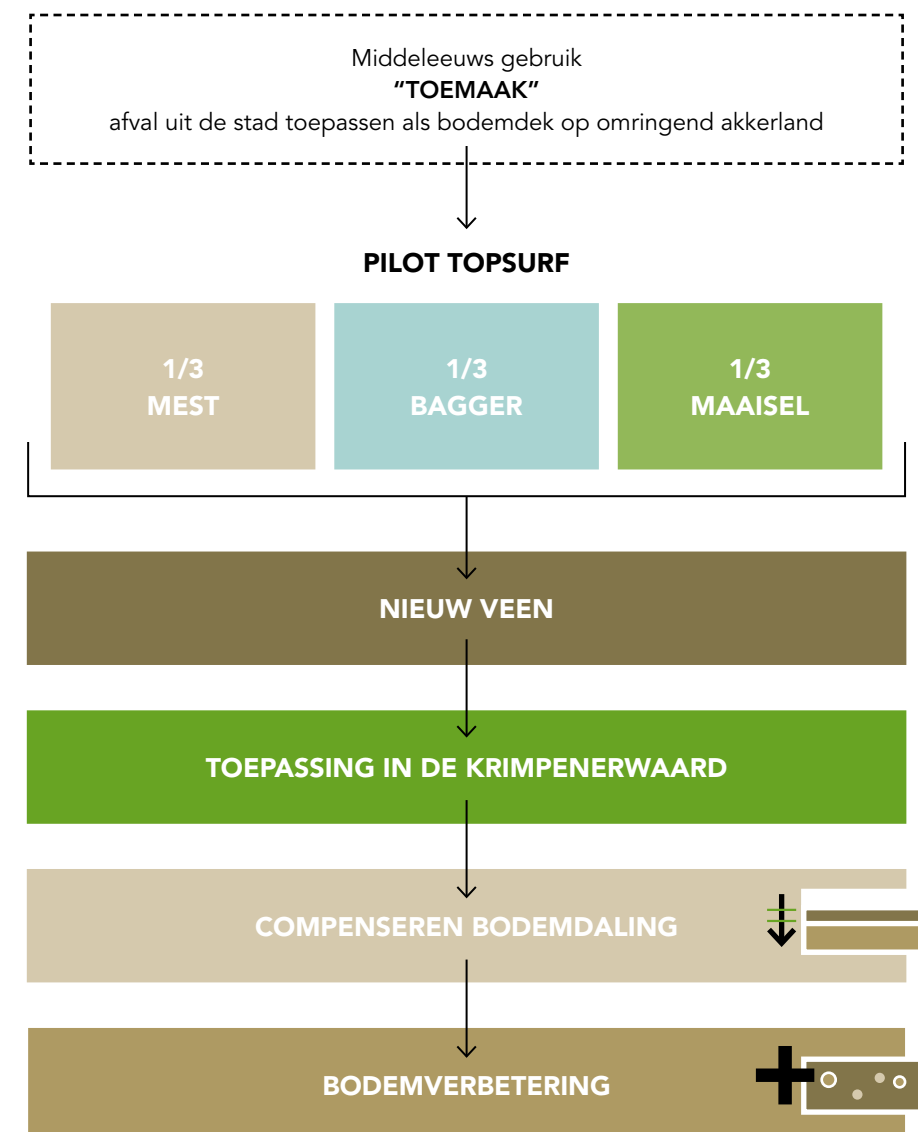 Middeleeuws gebruik
“TOEMAAK”
afval uit de stad toepassen als bodemdek op omringend akkerland
PILOT TOPSURF
1/3
MEST
1/3
BAGGER
1/3
MAAISEL
NIEUW VEEN
TOEPASSING IN DE KRIMPENERWAARD
COMPENSEREN BODEMDALING
BODEMVERBETERING